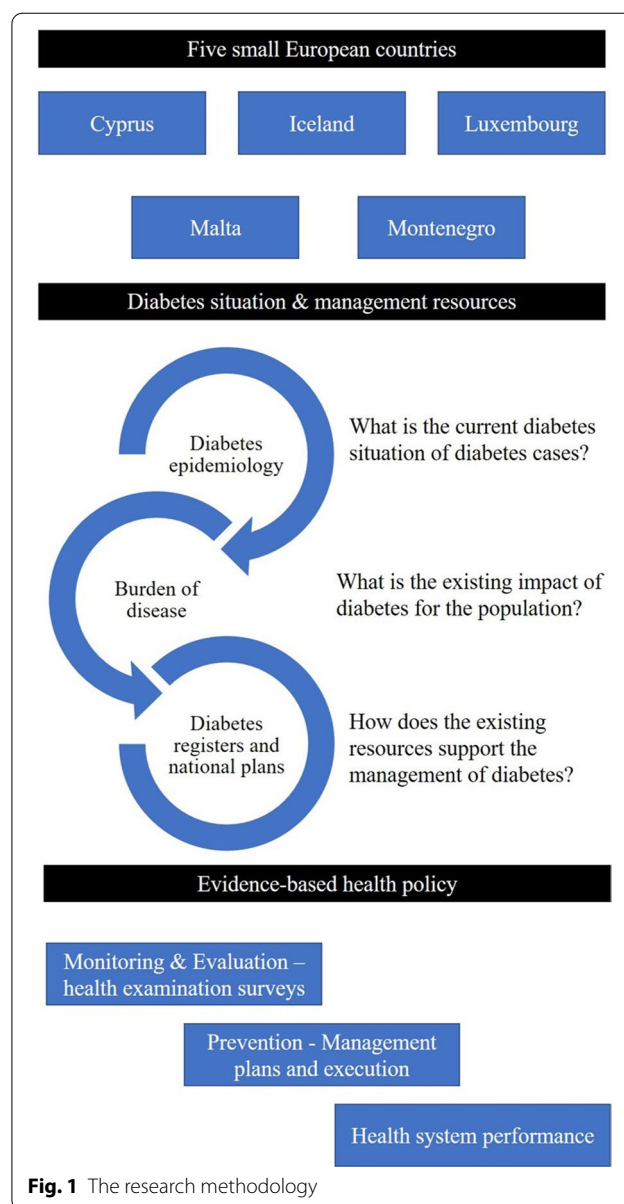 Five small European countries
Cyprus
Iceland
Luxembourg
Malta
Montenegro
Diabetes situation & management resources
Diabetes
epidemiology
What is the current diabetes
situation of diabetes cases?
Burden of
disease
What is the existing impact of
diabetes for the population?
Diabetes
registers and
national plans
How does the existing
resources support the
management of diabetes?
Evidence-based health policy
Monitoring & Evaluation –
health examination surveys
Prevention - Management
plans and execution
Health system performance
Fig. 1 The research methodology